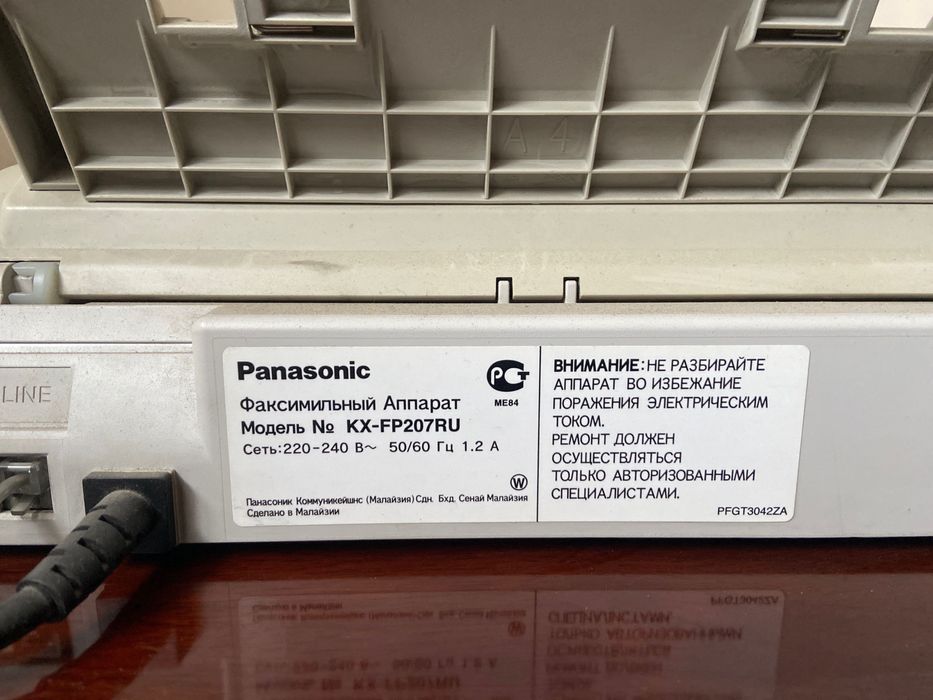 A 4
LINE
Panasonic
РСТ
ME84
Факсимильный Аппарат
Модель № KX-FP207RU
Сеть:220-240 В~ 50/60 Гц 1.2 A
W
Панасоник Коммуникейшнс (Малайзия) Сдн. Бхд. Сенай Малайзия
Сделано в Малайзии
ВНИМАНИЕ: НЕ РАЗБИРАЙТЕ
АППАРАТ ВО ИЗБЕЖАНИЕ
ПОРАЖЕНИЯ ЭЛЕКТРИЧЕСКИМ
ТОКОМ.
РЕМОНТ ДОЛЖЕН
ОСУЩЕСТВЛЯТЬСЯ
ТОЛЬКО АВТОРИЗОВАННЫМИ
СПЕЦИАЛИСТАМИ.
PFGT3042ZA